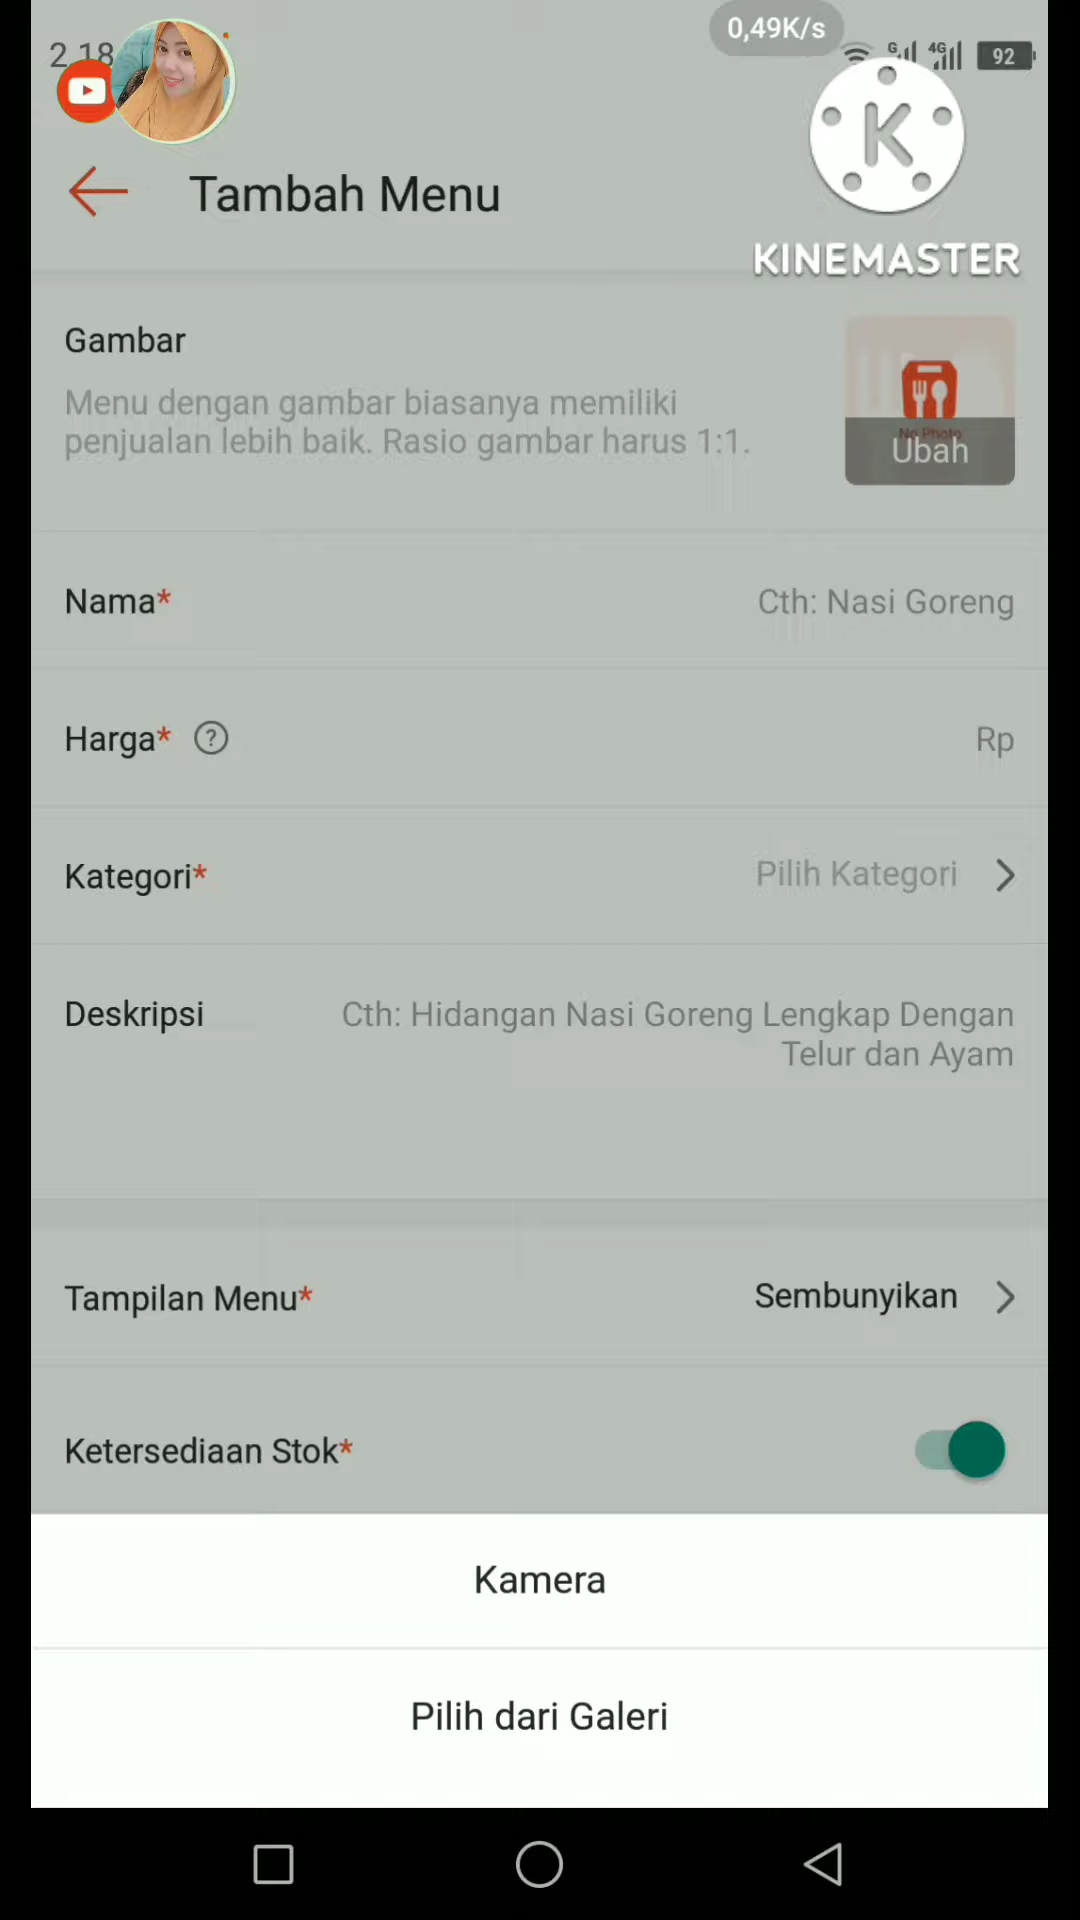 2.18
0,49K/s
G
4G
92
K
KINEMASTER
Tambah Menu
Gambar
Menu dengan gambar biasanya memiliki
penjualan lebih baik. Rasio gambar harus 1:1.
No Photo
Ubah
Nama*
Cth: Nasi Goreng
Harga* ?
Rp
Kategori*
Pilih Kategori
Deskripsi
Cth: Hidangan Nasi Goreng Lengkap Dengan
Telur dan Ayam
Tampilan Menu*
Sembunyikan
Ketersediaan Stok*
Kamera
Pilih dari Galeri